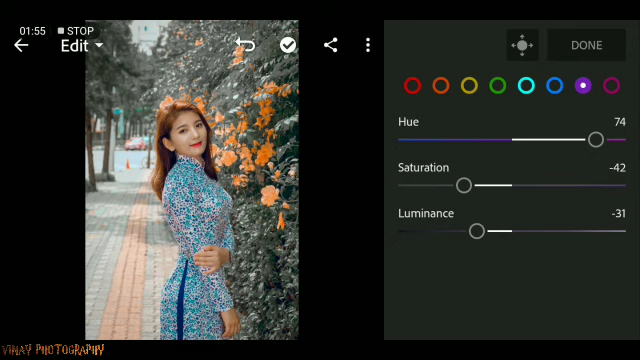 01:55 STOP
Edit
DONE
Hue 74
Saturation -42
Luminance -31
VINAY PHOTOGRAPHY